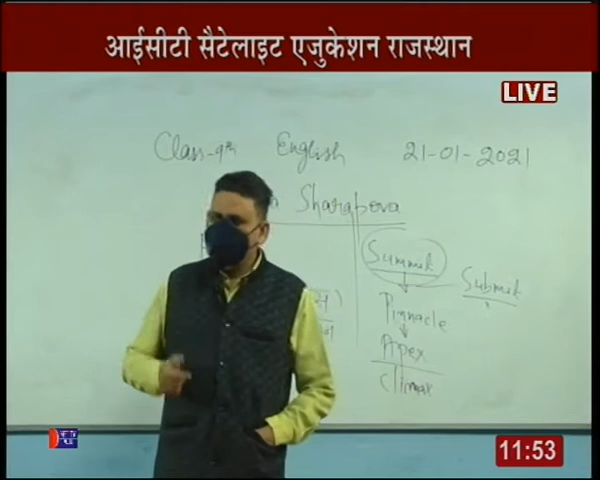 आईसीटी सैटेलाइट एजुकेशन राजस्थान
LIVE
Class-9th English 21-01-2021
Sharapova
Summit
Submit
Pinnacle
Apex
Climax
11:53